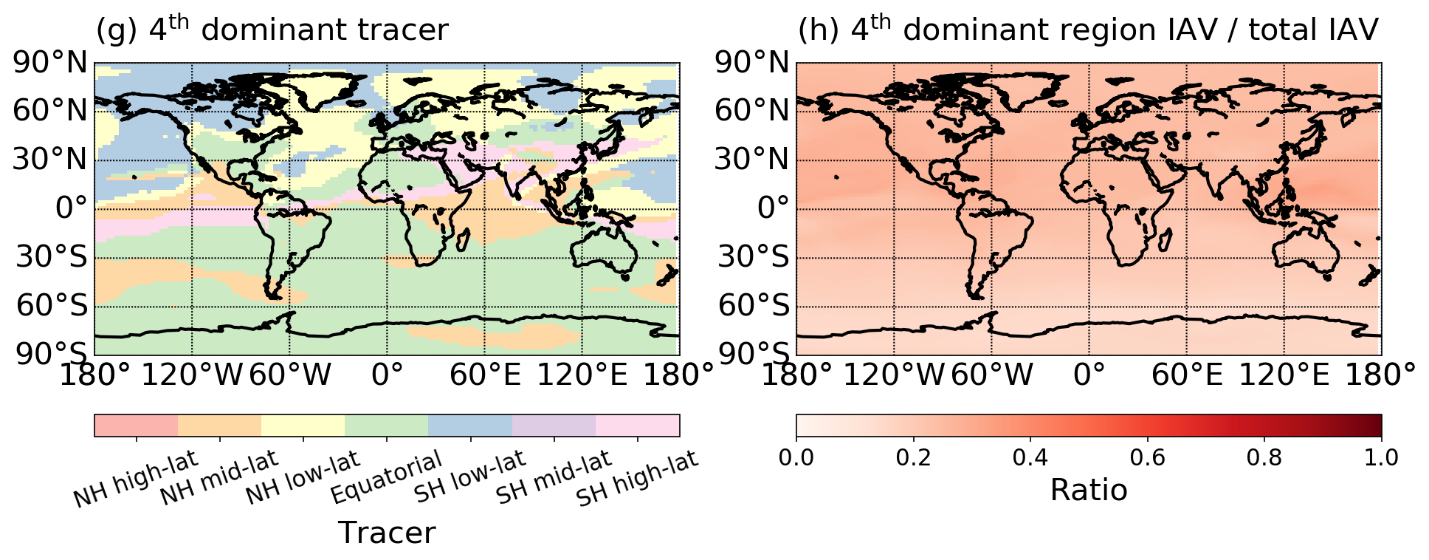 (g) 4th dominant tracer
90°N
60°N
30°N
0°
30°S
60°S
90°S
180° 120°W 60°W 0° 60°E 120°E 180°
NH high-lat NH mid-lat NH low-lat Equatorial SH low-lat SH mid-lat SH high-lat
Tracer
(h) 4th dominant region IAV / total IAV
90°N
60°N
30°N
0°
30°S
60°S
90°S
180° 120°W 60°W 0° 60°E 120°E 180°
0.0 0.2 0.4 0.6 0.8 1.0
Ratio